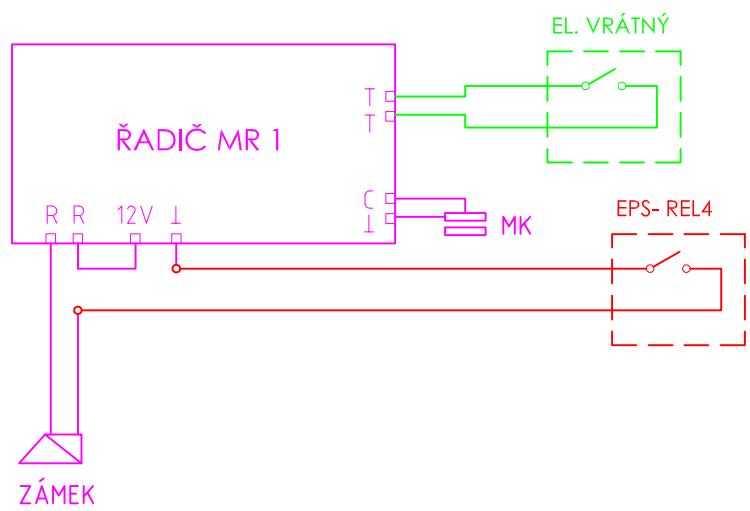 EL. VRÁTNÝ
T
ŘADIČ MR 1
T
C
R R 12V ⊥
⊥
MK
EPS- REL4
ZÁMEK